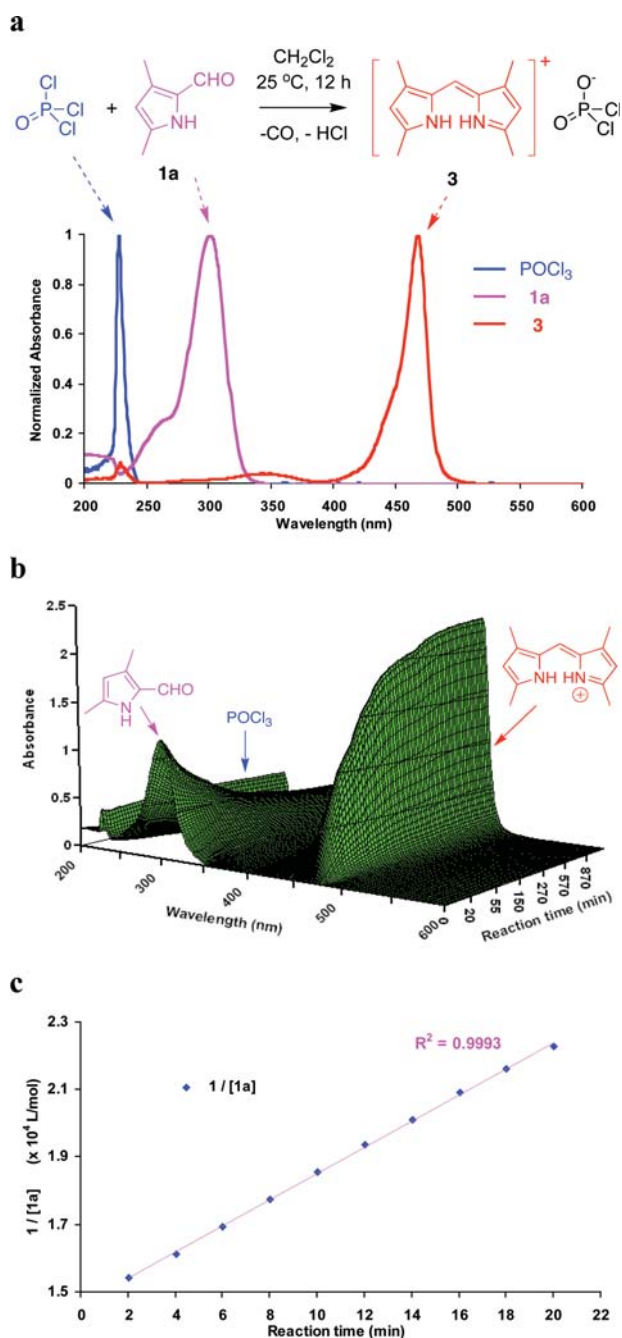 a
Cl
Cl
O
P
Cl
+
CHO
NH
1a
CH2Cl2
25 °C, 12 h
-CO, - HCl
NH HN
+
3
O-
P
Cl
O
Cl
Normalized Absorbance
1
0.8
0.6
0.4
0.2
0
200 250 300 350 400 450 500 550 600
Wavelength (nm)
POCl3
1a
3
b
Absorbance
2.5
2
1.5
1
0.5
0
CHO
N
H
POCl3
NH HN
+
200 300 400 500 600
Wavelength (nm)
0 20 55 150 270 570 870
Reaction time (min)
c
1 / [1a] (x 10^4 L/mol)
2.3
2.1
1.9
1.7
1.5
R2 = 0.9993
1 / [1a]
0 2 4 6 8 10 12 14 16 18 20 22
Reaction time (min)